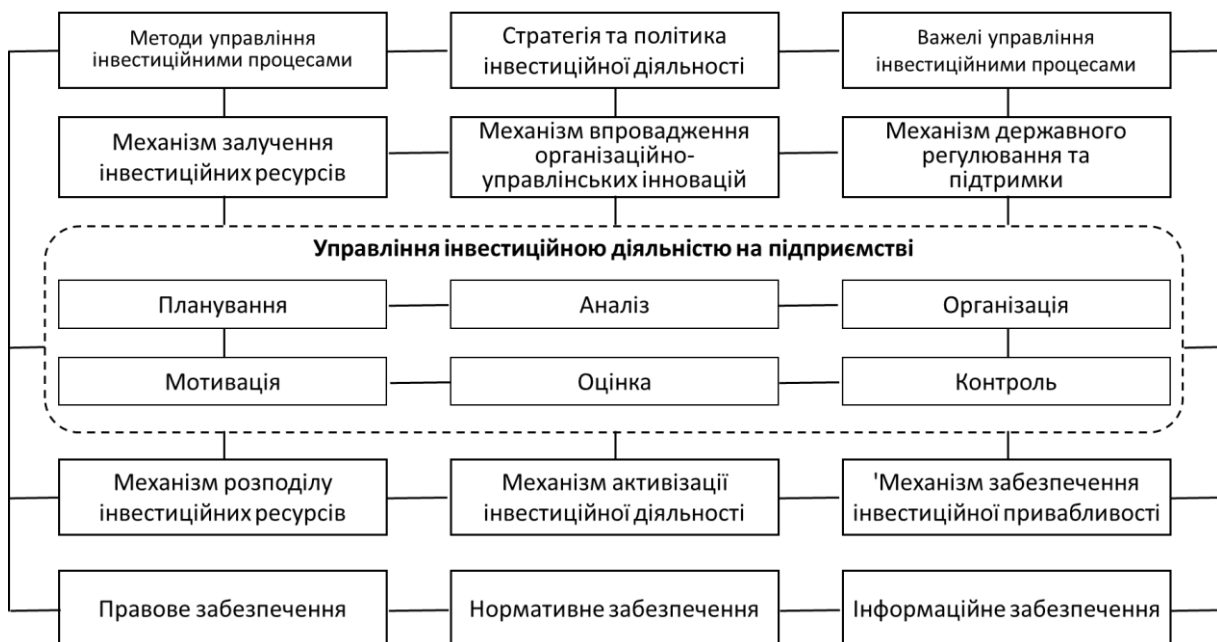 Методи управління
інвестиційними процесами
Стратегія та політика
інвестиційної діяльності
Важелі управління
інвестиційними процесами
Механізм залучення
інвестиційних ресурсів
Механізм впровадження
організаційно-
управлінських інновацій
Механізм державного
регулювання та
підтримки
Управління інвестиційною діяльністю на підприємстві
Планування
Аналіз
Організація
Мотивація
Оцінка
Контроль
Механізм розподілу
інвестиційних ресурсів
Механізм активізації
інвестиційної діяльності
'Механізм забезпечення
інвестиційної привабливості
Правове забезпечення
Нормативне забезпечення
Інформаційне забезпечення